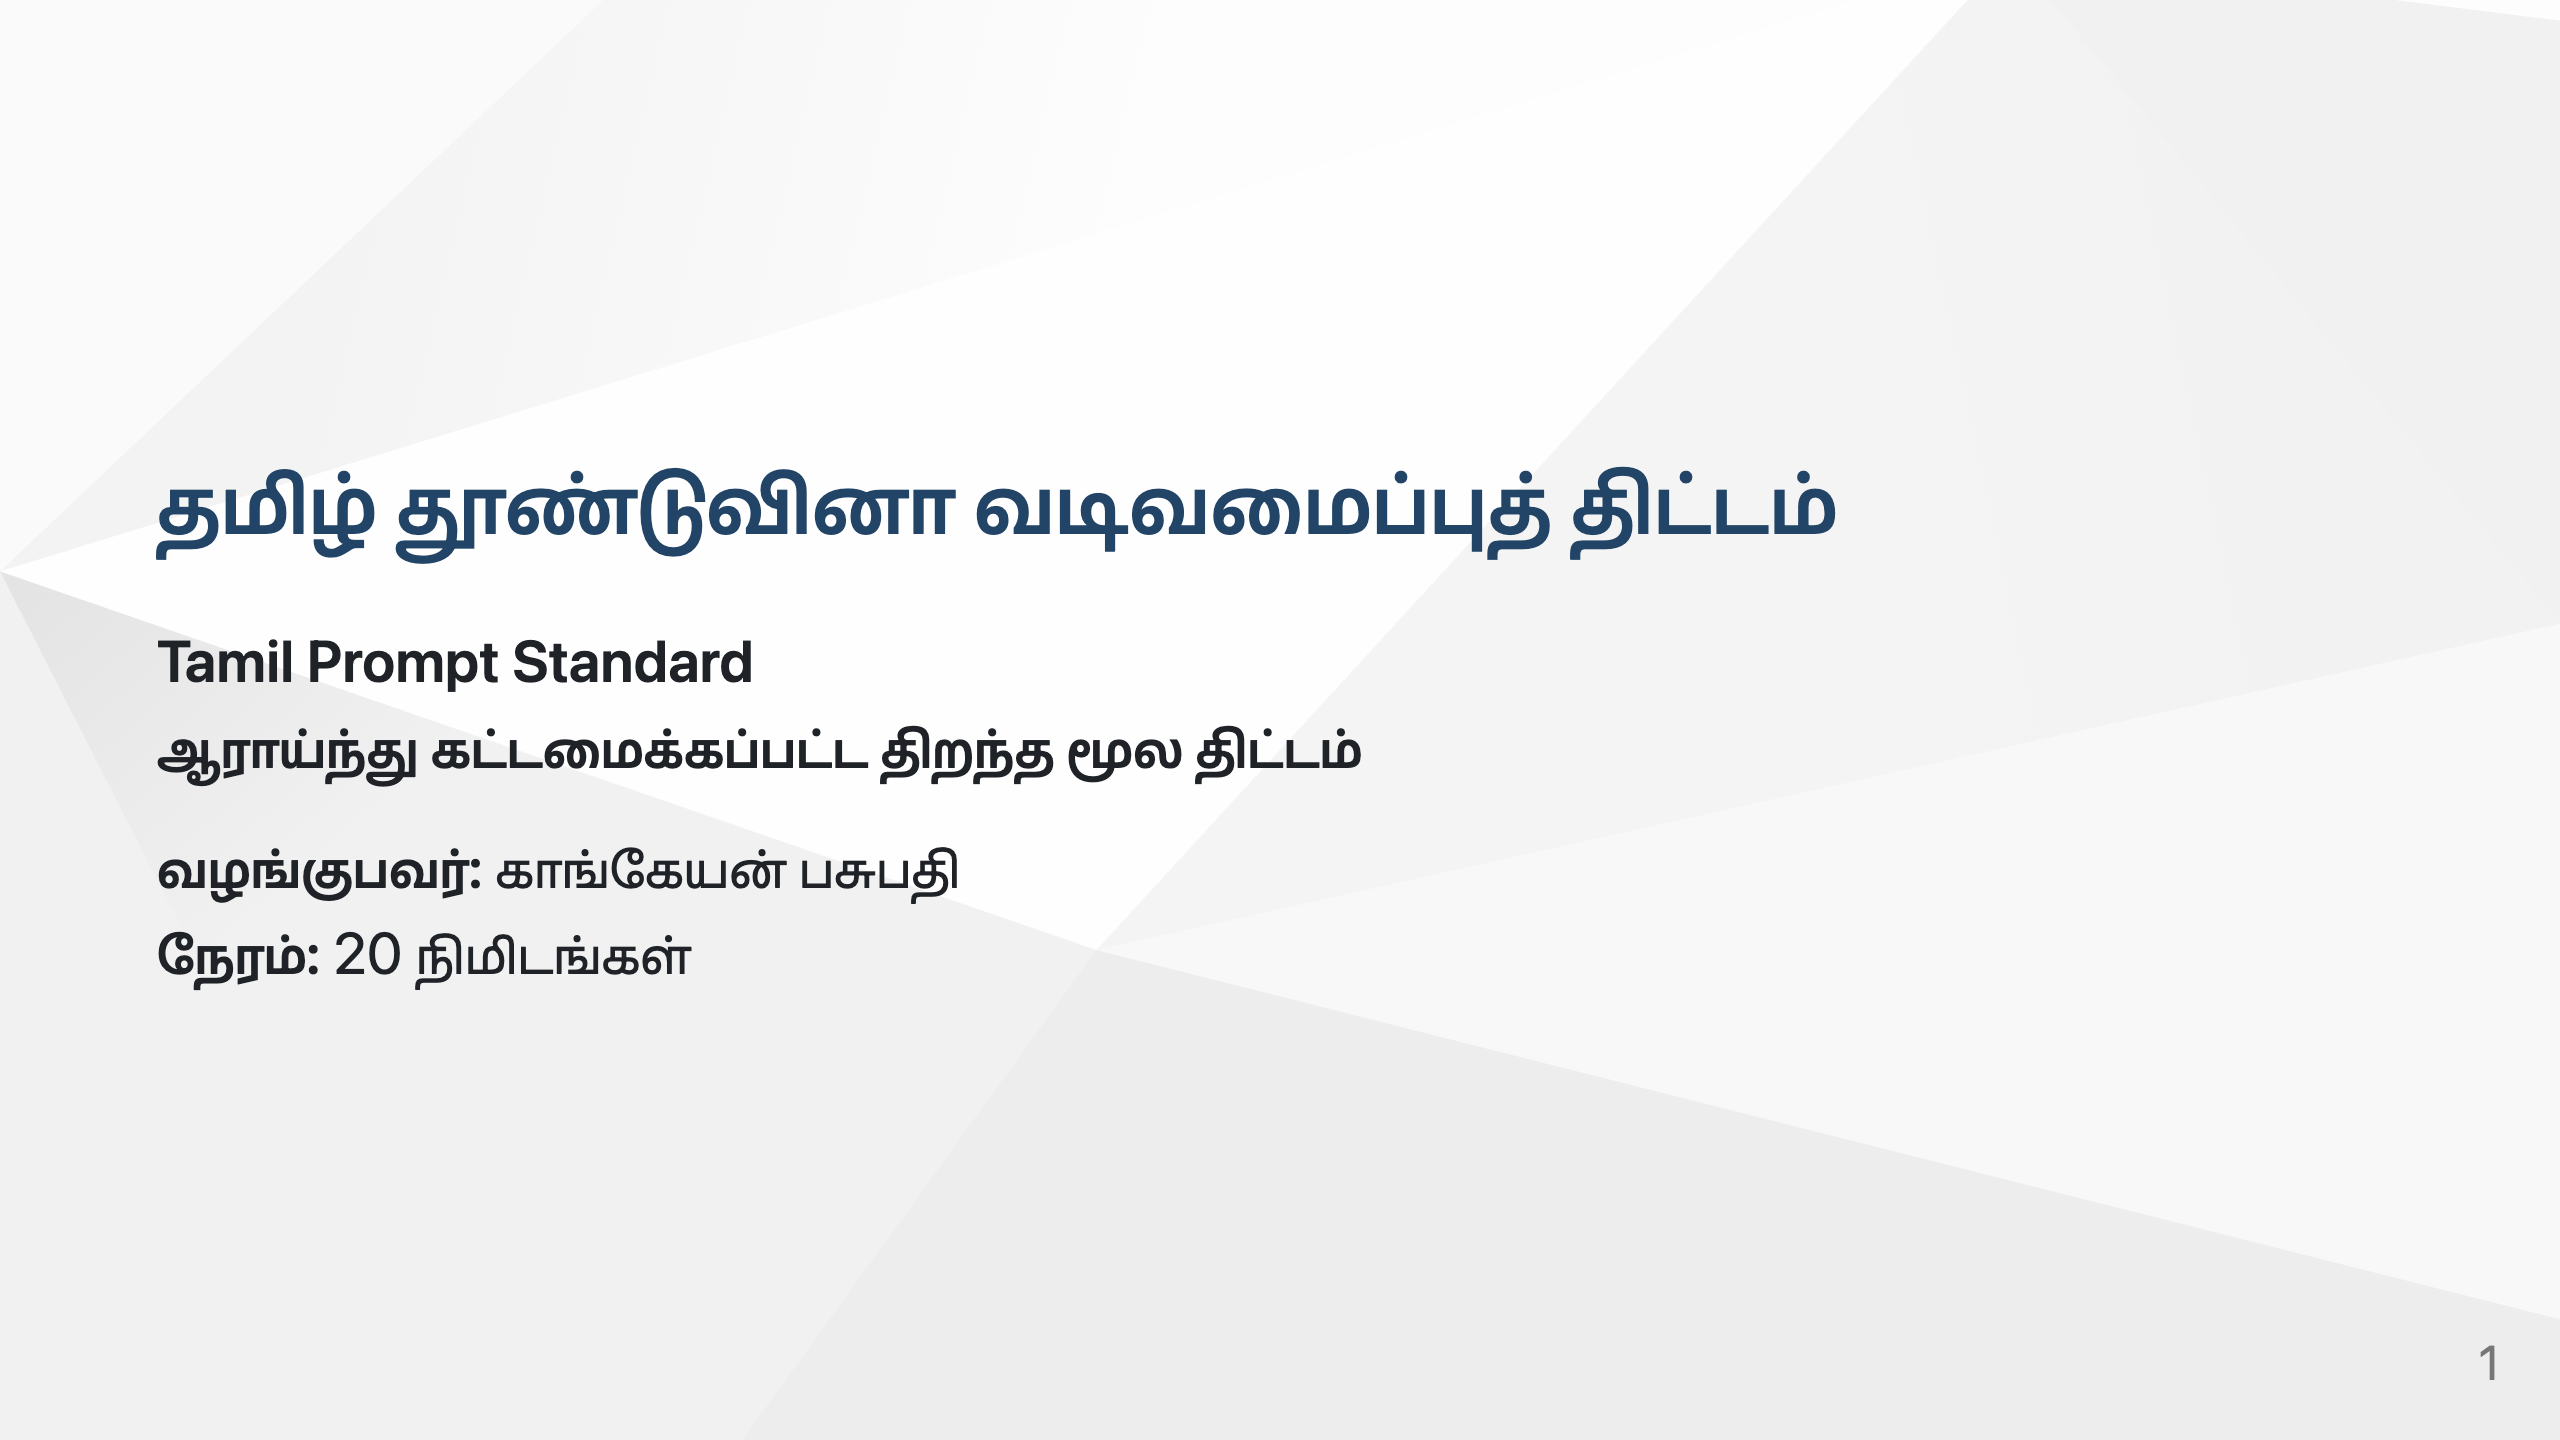 தமிழ் தூண்டுவினா வடிவமைப்புத் திட்டம்
Tamil Prompt Standard
ஆராய்ந்து கட்டமைக்கப்பட்ட திறந்த மூல திட்டம்
வழங்குபவர்: காங்கேயன் பசுபதி
நேரம்: 20 நிமிடங்கள்
1